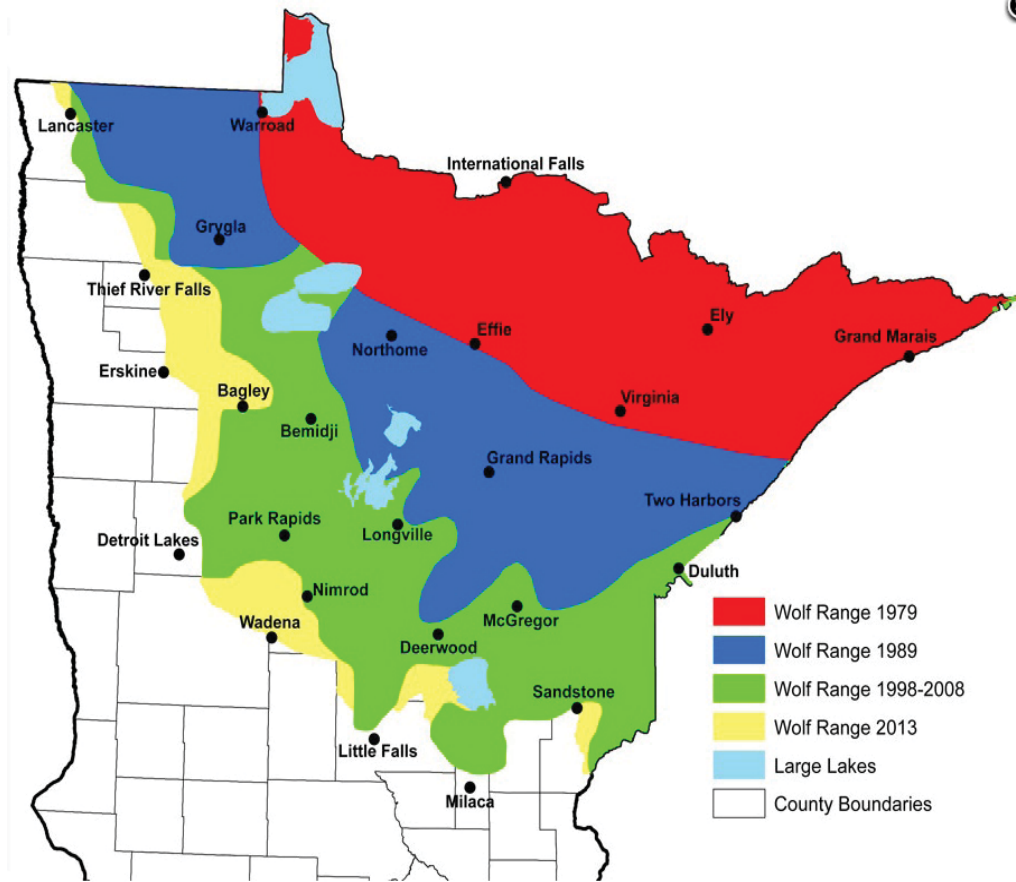 Lancaster
Warroad
International Falls
Grygla
Thief River Falls
Ely
Effie
Grand Marais
Northome
Erskine
Bagley
Virginia
Bemidji
Grand Rapids
Two Harbors
Park Rapids
Longville
Detroit Lakes
Duluth
Nimrod
McGregor
Wadena
Deerwood
Sandstone
Little Falls
Milaca
Wolf Range 1979
Wolf Range 1989
Wolf Range 1998-2008
Wolf Range 2013
Large Lakes
County Boundaries